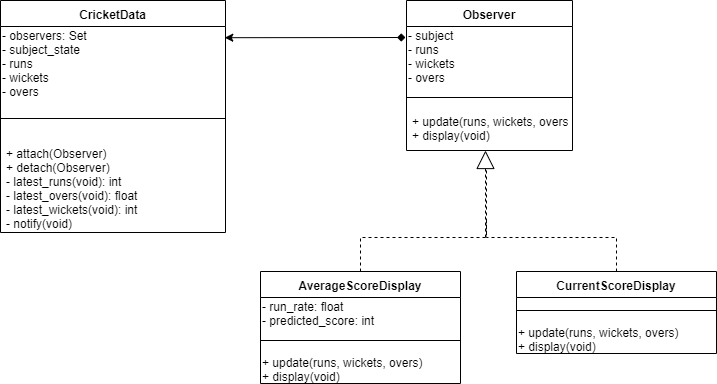 CricketData
- observers: Set
- subject_state
- runs
- wickets
- overs
+ attach(Observer)
+ detach(Observer)
- latest_runs(void): int
- latest_overs(void): float
- latest_wickets(void): int
- notify(void)
Observer
- subject
- runs
- wickets
- overs
+ update(runs, wickets, overs
+ display(void)
AverageScoreDisplay
- run_rate: float
- predicted_score: int
+ update(runs, wickets, overs)
+ display(void)
CurrentScoreDisplay
+ update(runs, wickets, overs)
+ display(void)